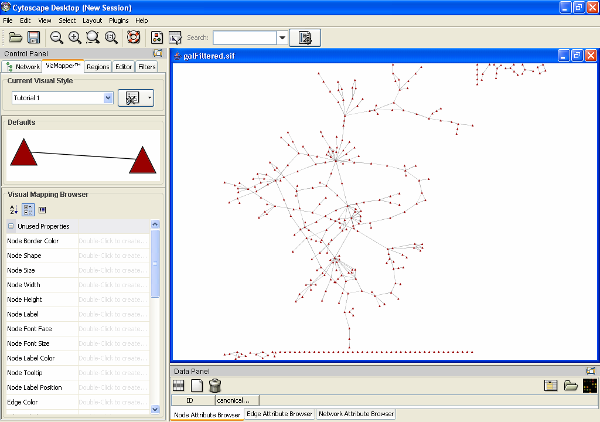 Cytoscape Desktop (New Session)
File Edit View Select Layout Plugins Help
Search:
Control Panel
Network VizMapper™ Regions Editor Filters
Current Visual Style
Tutorial 1
Defaults
Visual Mapping Browser
Unused Properties
Node Border Color Double-Click to create...
Node Shape Double-Click to create...
Node Size Double-Click to create...
Node Width Double-Click to create...
Node Height Double-Click to create...
Node Label Double-Click to create...
Node Font Face Double-Click to create...
Node Font Size Double-Click to create...
Node Label Color Double-Click to create...
Node Tooltip Double-Click to create...
Node Label Position Double-Click to create...
Edge Color Double-Click to create...
galFiltered.sif
Data Panel
ID canonical...
Node Attribute Browser Edge Attribute Browser Network Attribute Browser